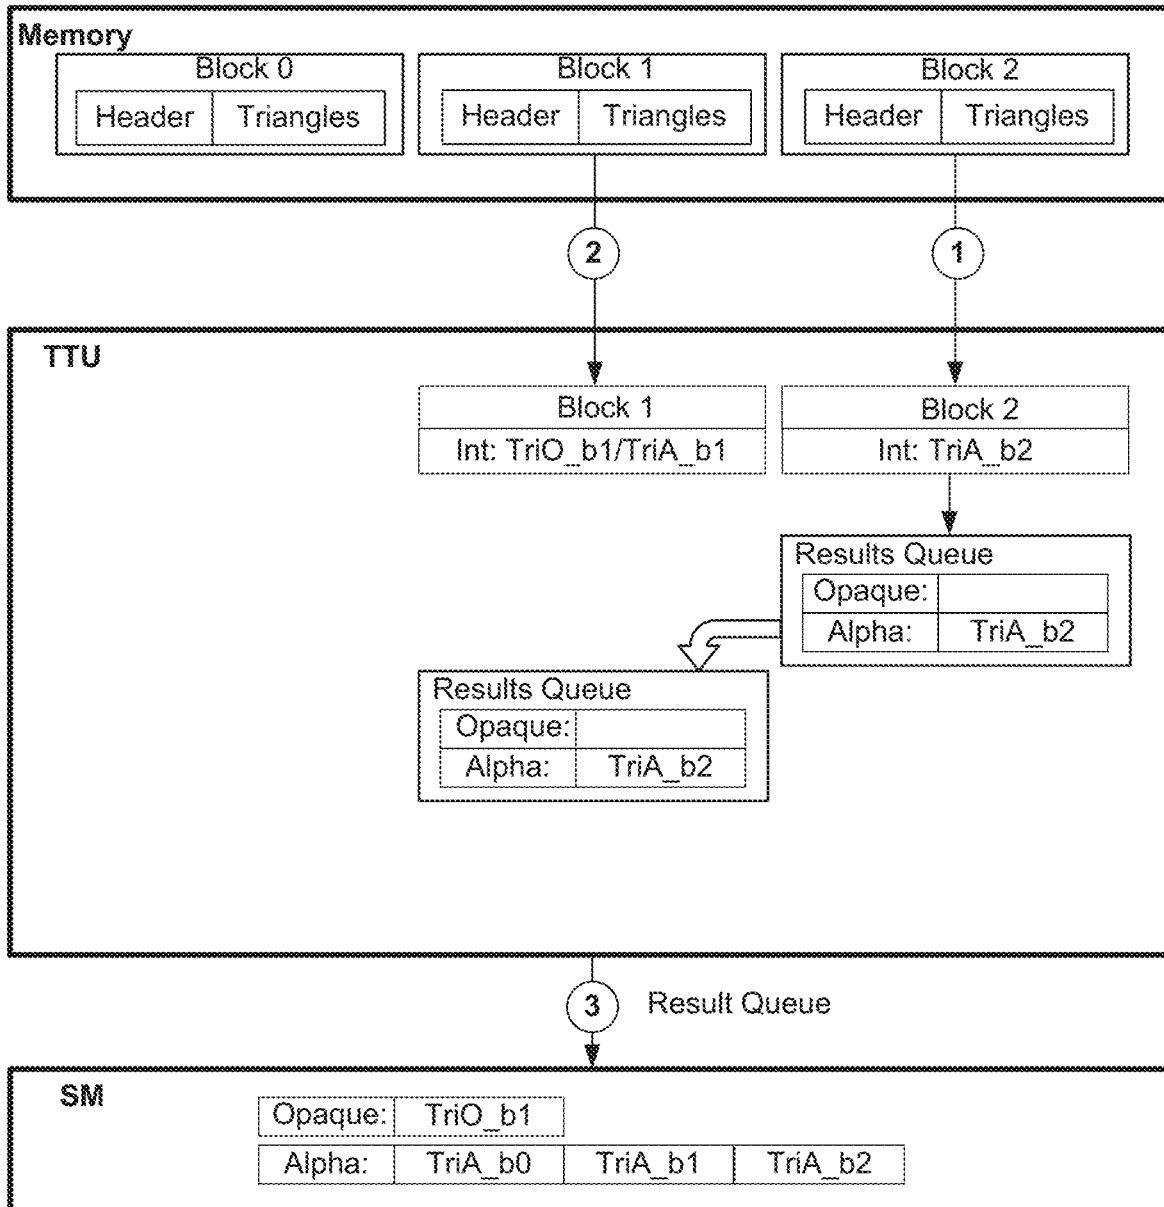 Memory
Block 0 Block 1 Block 2
Header Triangles Header Triangles Header Triangles
2 1
TTU
Block 1 Block 2
Int: TriO_b1/TriA_b1 Int: TriA_b2
Results Queue
Opaque:
Alpha: TriA_b2
Results Queue
Opaque:
Alpha: TriA_b2
3 Result Queue
SM
Opaque: TriO_b1
Alpha: TriA_b0 TriA_b1 TriA_b2